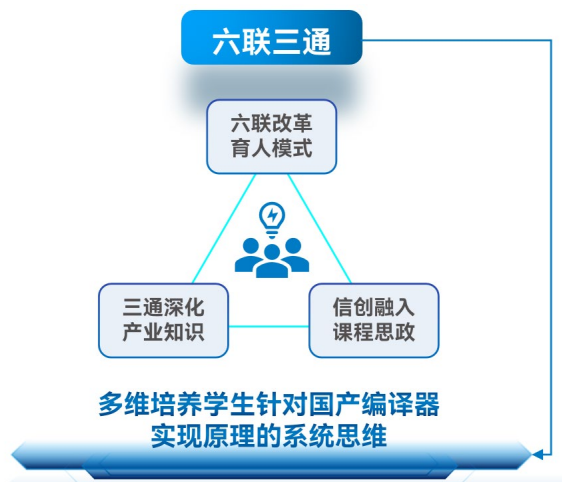 六联三通
六联改革
育人模式
三通深化
产业知识
信创融入
课程思政
多维培养学生针对国产编译器
实现原理的系统思维